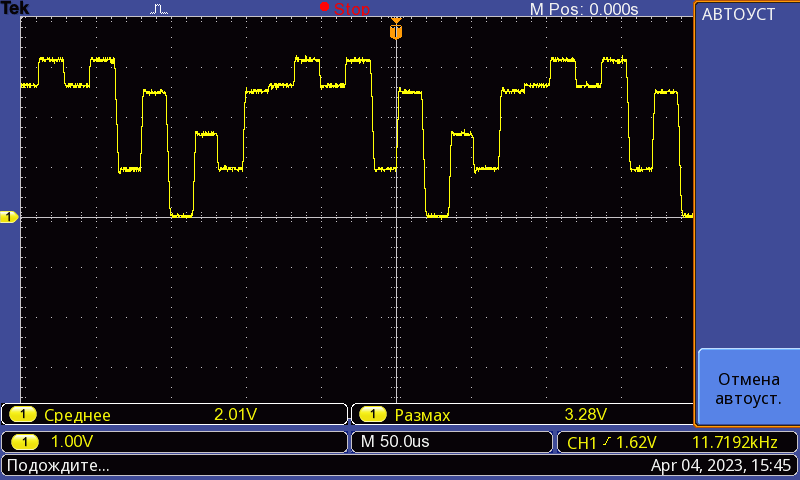 Tek Stop M Pos: 0.000s
АВТОУСТ
T
1
Отмена
автоуст.
1 Среднее 2.01V 1 Размах 3.28V
1 1.00V M 50.0us CH1 1.62V 11.7192kHz
Подождите... Apr 04, 2023, 15:45